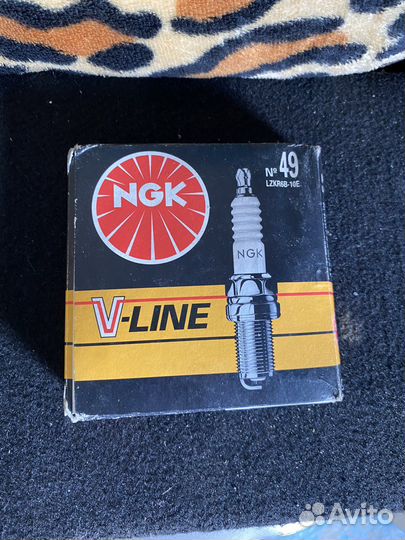 NGK
Nº 49
LZKR6B-10E
NGK
V-LINE
Avito